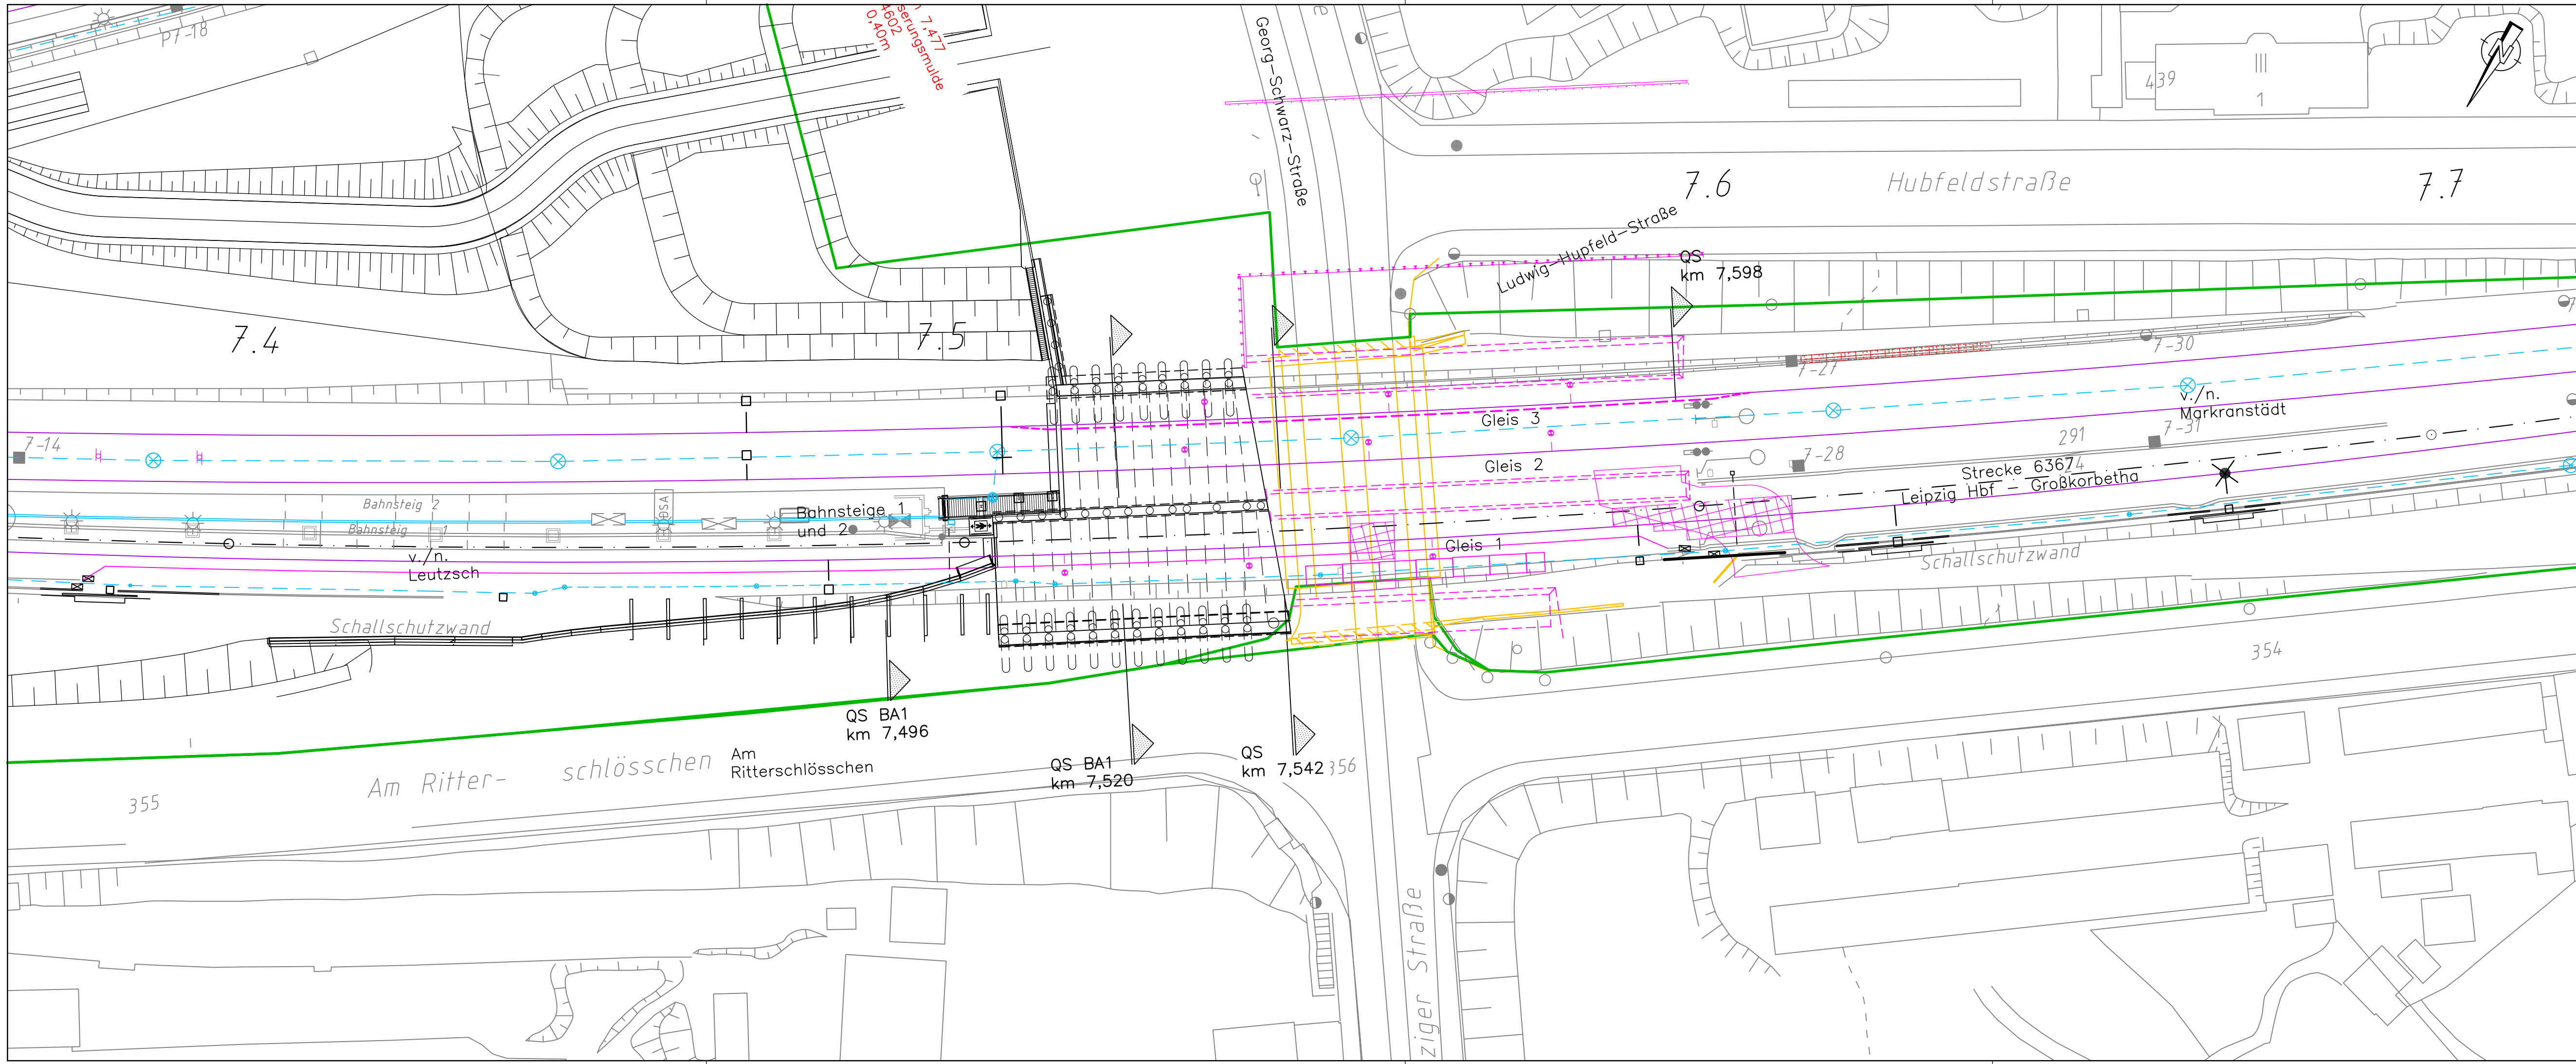 p7-18
7,477
4602
serungsmulde
0,40m
Georg-Schwarz-Straße
439
III
1
7.6
Hubfeldstraße
7.7
Ludwig-Hupfeld-Straße
QS
km 7,598
7.4
7.5
7-27
7-30
v./n.
Markranstädt
Gleis 3
7-14
7-31
291
7-28
Gleis 2
Strecke 6367
Leipzig Hbf - Großkorbetha
Bahnsteig 2
Bahnsteig 1
Bahnsteige 1
und 2
Gleis 1
v./n.
Leutzsch
Schallschutzwand
Schallschutzwand
354
QS BA1
km 7,496
Am Ritter-
schlösschen
Am
Ritterschlösschen
QS BA1
km 7,520
QS
km 7,542
356
355
ziger Straße